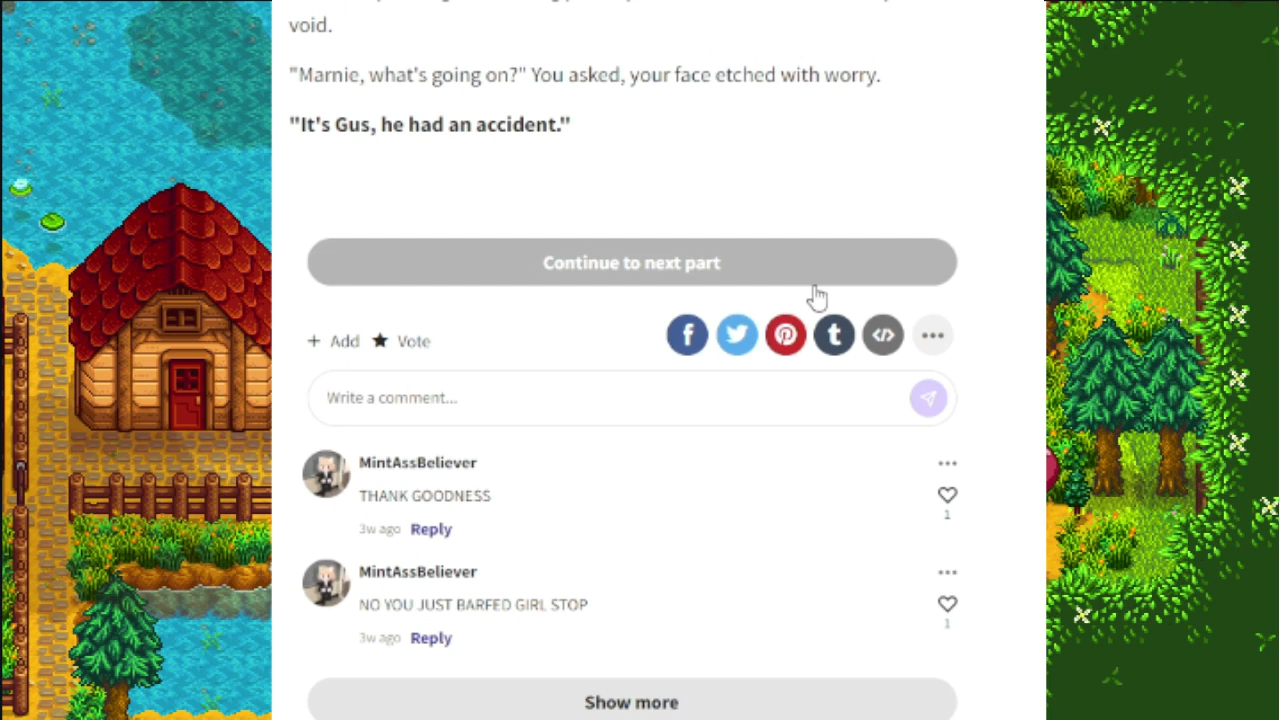 void.
"Marnie, what's going on?" You asked, your face etched with worry.
"It's Gus, he had an accident."
Continue to next part
+ Add ★ Vote
Write a comment...
MintAssBeliever
THANK GOODNESS
1
3w ago Reply
MintAssBeliever
NO YOU JUST BARFED GIRL STOP
1
3w ago Reply
Show more